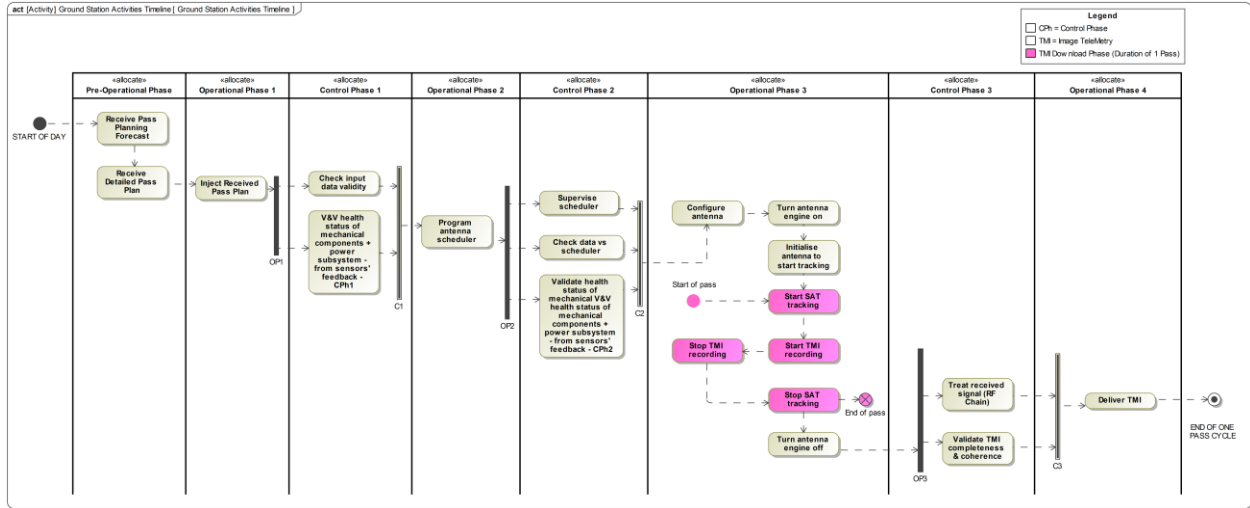 act [Activity] Ground Station Activities Timeline [ Ground Station Activities Timeline ]
Legend
CPh = Control Phase
TMI = Image TeleMetry
TMI Download Phase (Duration of 1 Pass)
«allocate»
Pre-Operational Phase
«allocate»
Operational Phase 1
«allocate»
Control Phase 1
«allocate»
Operational Phase 2
«allocate»
Control Phase 2
«allocate»
Operational Phase 3
«allocate»
Control Phase 3
«allocate»
Operational Phase 4
START OF DAY
Receive Pass
Planning
Forecast
Receive
Detailed Pass
Plan
Inject Received
Pass Plan
OP1
Check input
data validity
V&V health
status of
mechanical
components +
power
subsystem -
from sensors'
feedback -
CPh1
C1
Program
antenna
scheduler
OP2
Supervise
scheduler
Check data vs
scheduler
Validate health
status of
mechanical V&V
health status of
mechanical
components +
power subsystem
- from sensors'
feedback - CPh2
C2
Configure
antenna
Turn antenna
engine on
Initialise
antenna to
start tracking
Start of pass
Start SAT
tracking
Stop TMI
recording
Start TMI
recording
Stop SAT
tracking
End of pass
Turn antenna
engine off
OP3
Treat received
signal (RF
Chain)
Validate TMI
completeness
& coherence
C3
Deliver TMI
END OF ONE
PASS CYCLE